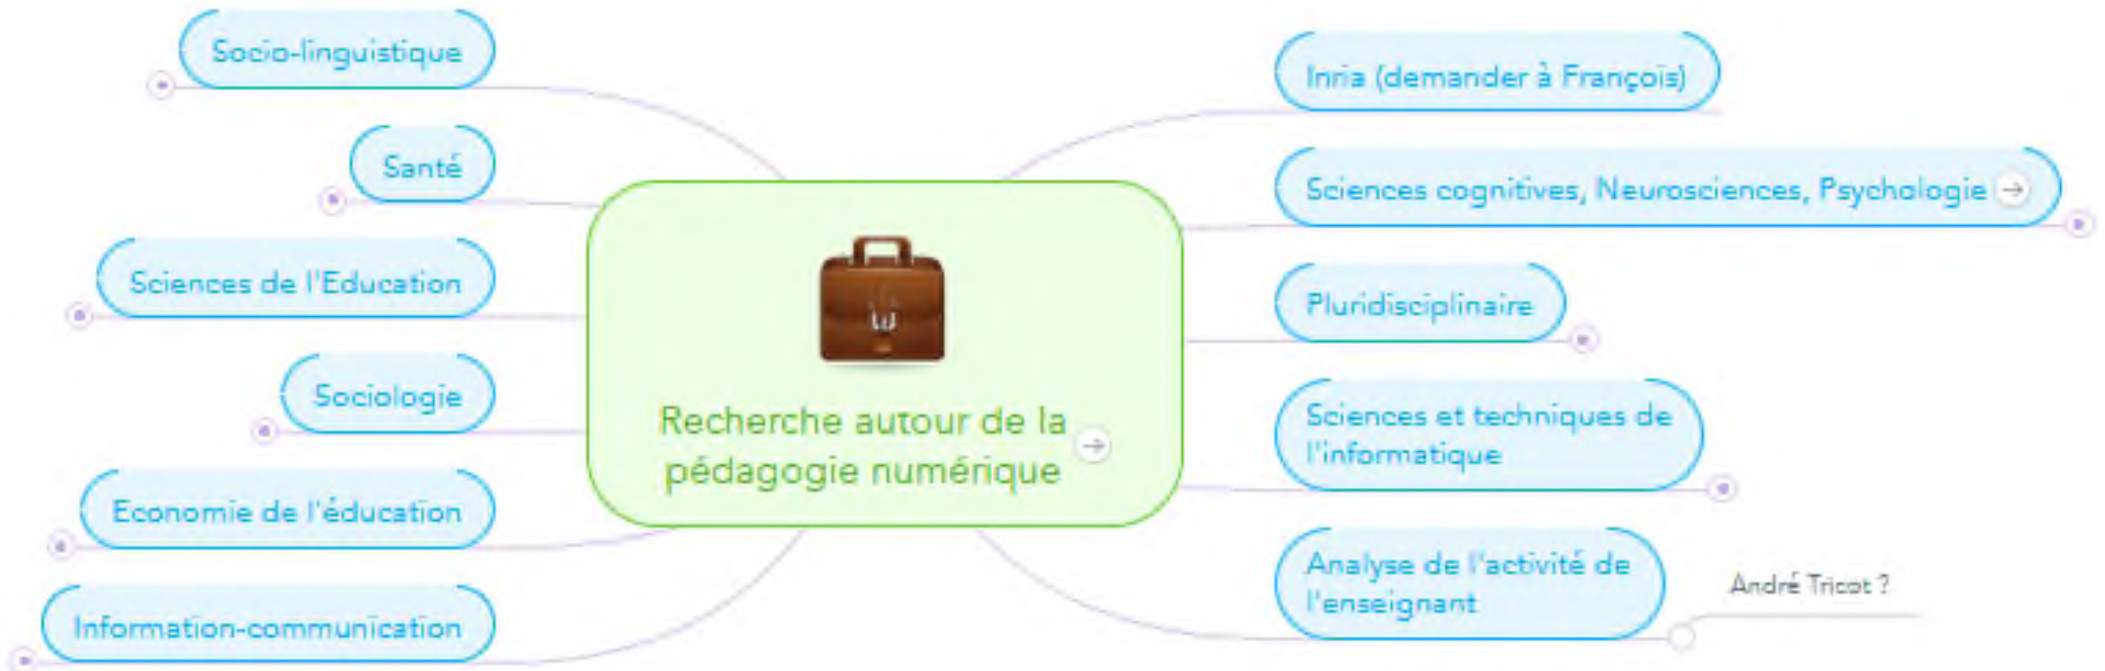 Socio-linguistique
Santé
Sciences de l'Education
Sociologie
Economie de l'éducation
Information-communication
Recherche autour de la
pédagogie numérique
Inria (demander à François)
Sciences cognitives, Neurosciences, Psychologie
Pluridisciplinaire
Sciences et techniques de
l'informatique
Analyse de l'activité de
l'enseignant
André Tricot ?